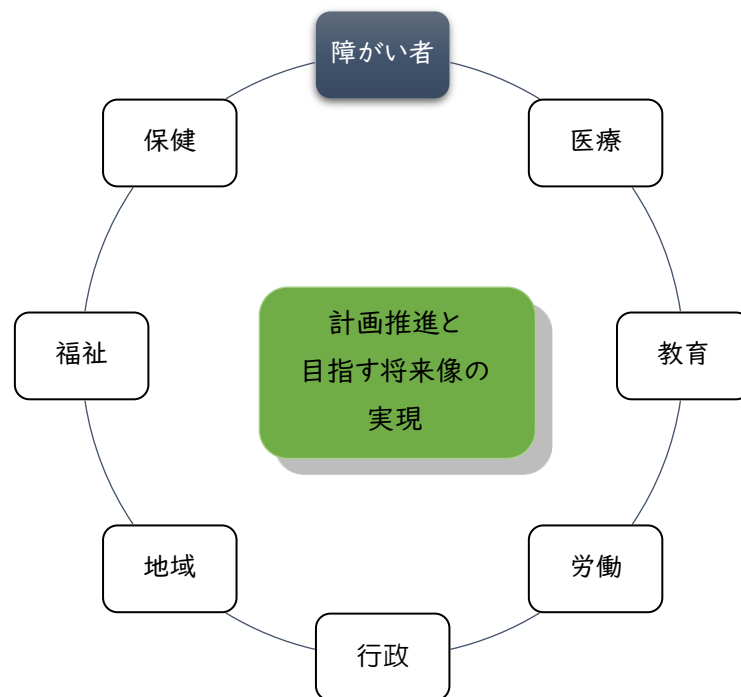 障がい者
保健
医療
計画推進と
目指す将来像の
実現
福祉
教育
地域
労働
行政